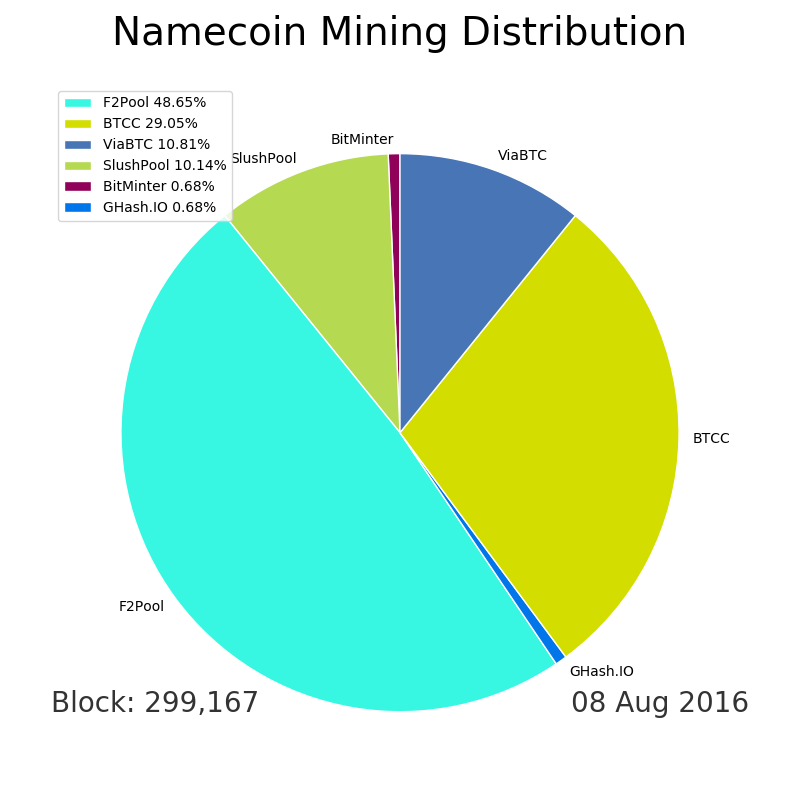 Namecoin Mining Distribution
F2Pool 48.65%
BTCC 29.05%
ViaBTC 10.81%
SlushPool 10.14%
BitMinter 0.68%
GHash.IO 0.68%
BitMinter
ViaBTC
SlushPool
BTCC
F2Pool
GHash.IO
Block: 299,167
08 Aug 2016